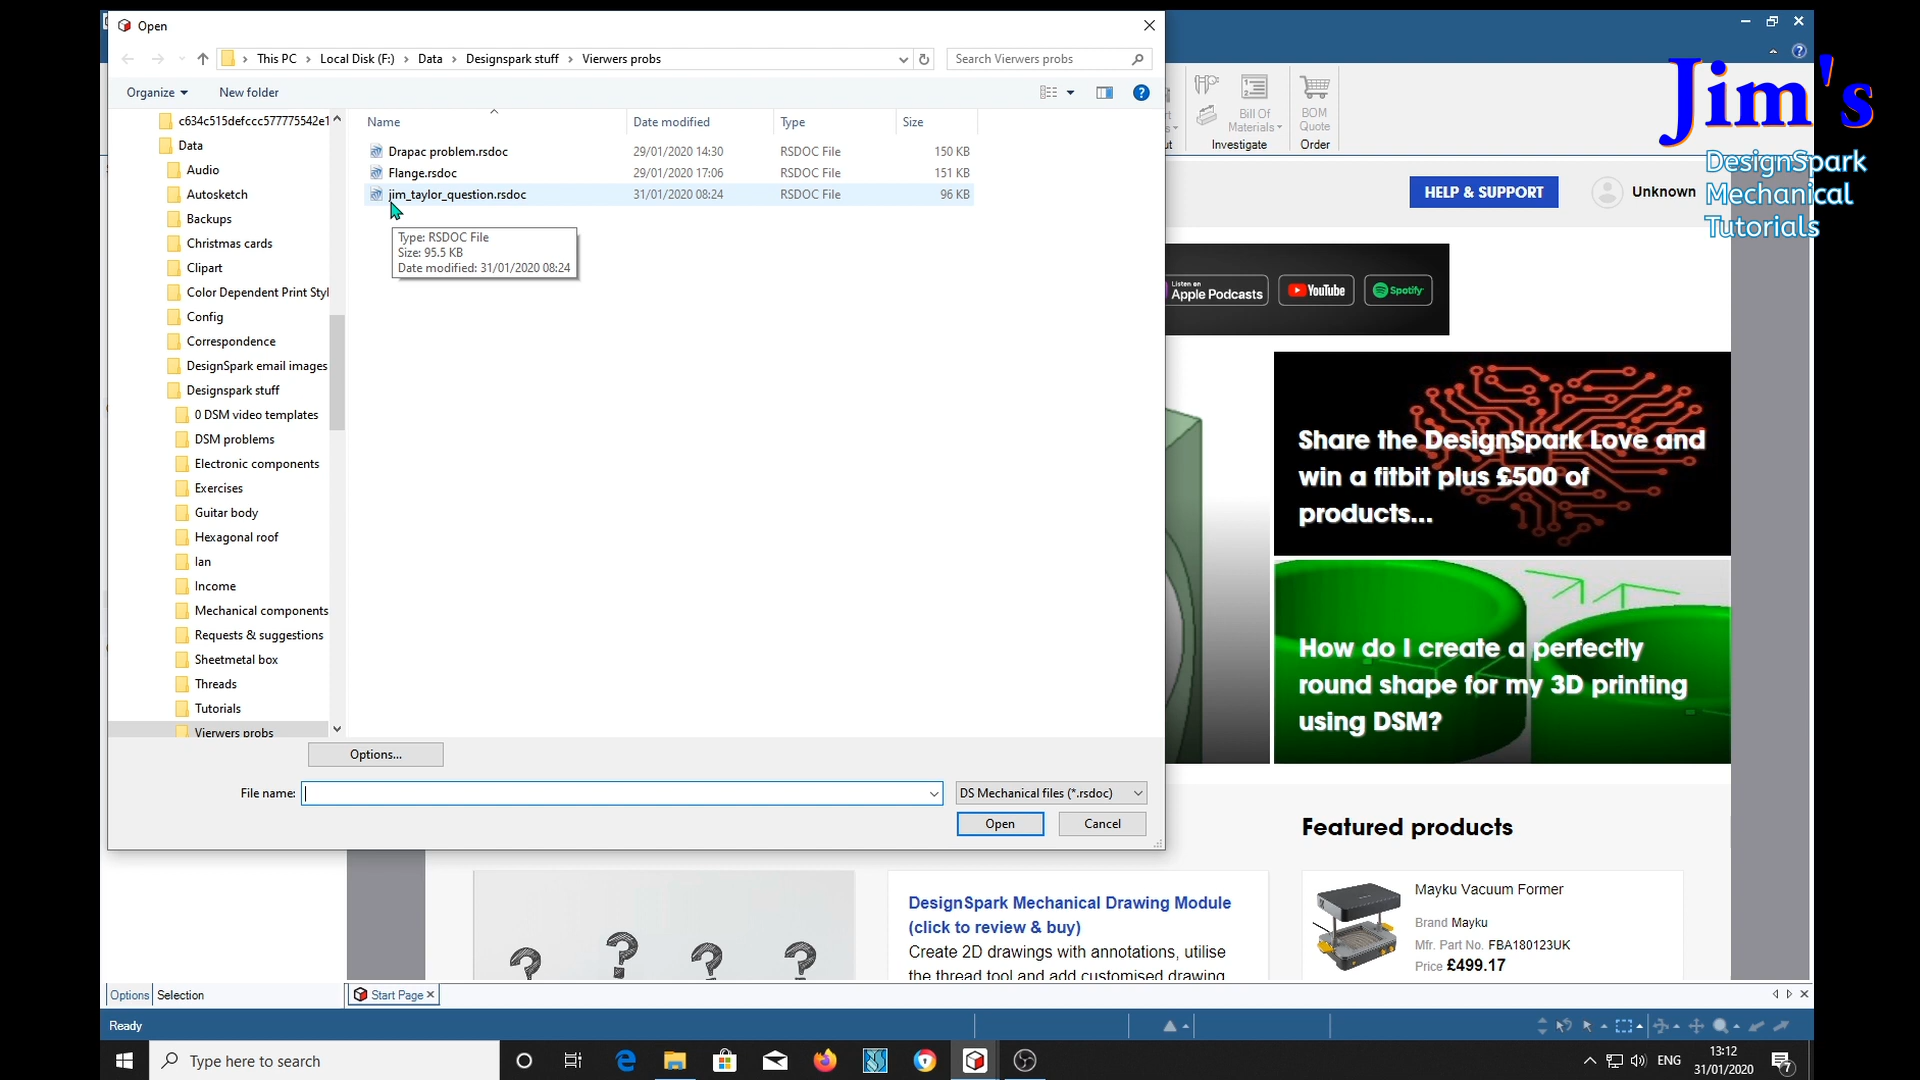 Open
This PC > Local Disk (F:) > Data > Designspark stuff > Vierwers probs
Search Vierwers probs
Organize
New folder
Name
Date modified
Type
Size
Drapac problem.rsdoc 29/01/2020 14:30 RSDOC File 150 KB
Flange.rsdoc 29/01/2020 17:06 RSDOC File 151 KB
jim_taylor_question.rsdoc 31/01/2020 08:24 RSDOC File 96 KB
Type: RSDOC File
Size: 95.5 KB
Date modified: 31/01/2020 08:24
c634c515defccc577775542e1
Data
Audio
Autosketch
Backups
Christmas cards
Clipart
Color Dependent Print Styl
Config
Correspondence
DesignSpark email images
Designspark stuff
0 DSM video templates
DSM problems
Electronic components
Exercises
Guitar body
Hexagonal roof
Ian
Income
Mechanical components
Requests & suggestions
Sheetmetal box
Threads
Tutorials
Vierwers probs
Options...
File name:
DS Mechanical files (*.rsdoc)
Open
Cancel
Bill Of
Materials
BOM
Quote
Investigate
Order
Jim's
DesignSpark
Mechanical
Tutorials
HELP & SUPPORT
Unknown
Listen on
Apple Podcasts
YouTube
Spotify
Share the DesignSpark Love and
win a fitbit plus £500 of
products...
How do I create a perfectly
round shape for my 3D printing
using DSM?
Featured products
DesignSpark Mechanical Drawing Module
(click to review & buy)
Create 2D drawings with annotations, utilise
the thread tool and add customised drawing
Mayku Vacuum Former
Brand Mayku
Mfr. Part No. FBA180123UK
Price £499.17
Options
Selection
Start Page
Ready
Type here to search
ENG
13:12
31/01/2020
7